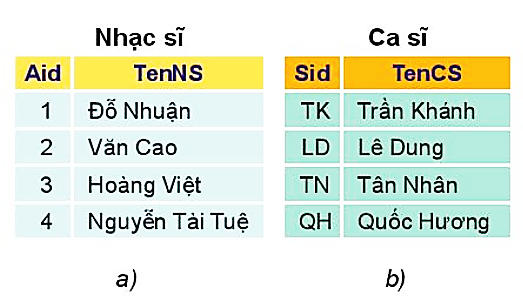 Nhạc sĩ
Aid TenNS
1 Đỗ Nhuận
2 Văn Cao
3 Hoàng Việt
4 Nguyễn Tài Tuệ
a)
Ca sĩ
Sid TenCS
TK Trần Khánh
LD Lê Dung
TN Tân Nhân
QH Quốc Hương
b)